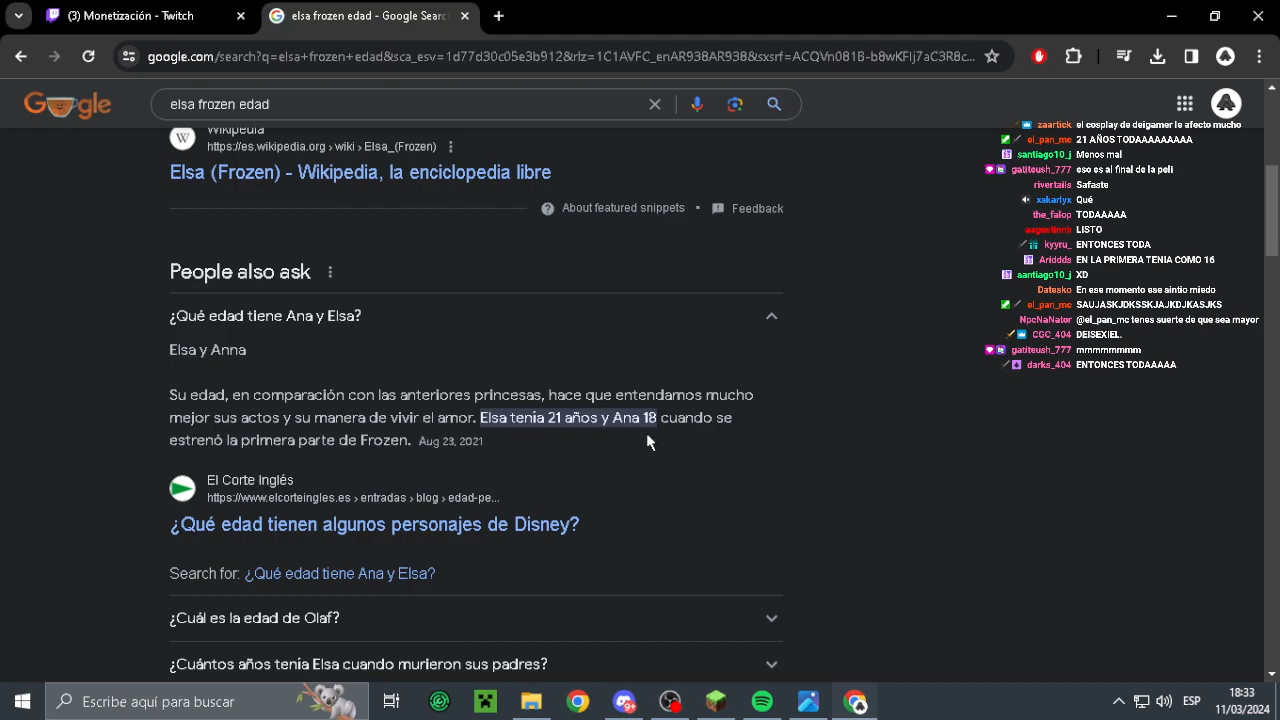 (3) Monetización - Twitch
elsa frozen edad - Google Searc
google.com/search?q=elsa+frozen+edad&sca_esv=1d77d30c05e3b912&rlz=1C1AVFC_enAR938AR938&sxsrf=ACQVn081B-b8wKFIj7aC3R8c...
Google
elsa frozen edad
Wikipedia
https://es.wikipedia.org › wiki › Elsa_(Frozen)
Elsa (Frozen) - Wikipedia, la enciclopedia libre
About featured snippets • Feedback
People also ask
¿Qué edad tiene Ana y Elsa?
Elsa y Anna
Su edad, en comparación con las anteriores princesas, hace que entendamos mucho
mejor sus actos y su manera de vivir el amor. Elsa tenía 21 años y Ana 18 cuando se
estrenó la primera parte de Frozen. Aug 23, 2021
El Corte Inglés
https://www.elcorteingles.es › entradas › blog › edad-pe...
¿Qué edad tienen algunos personajes de Disney?
Search for: ¿Qué edad tiene Ana y Elsa?
¿Cuál es la edad de Olaf?
¿Cuántos años tenía Elsa cuando murieron sus padres?
zaartick el cosplay de deigamer le afecto mucho
el_pan_mc 21 AÑOS TODAAAAAAAAA
santiago10_j Menos mal
gatiteush_777 eso es al final de la peli
rivertails Safaste
xskarlyx Qué
the_falop TODAAAAA
aagustinnb LISTO
kyyru_ ENTONCES TODA
Ariddds EN LA PRIMERA TENIA COMO 16
santiago10_j XD
Datesko En ese momento ese sintio miedo
el_pan_mc SAUJASKJDKSSKJAJKDJKASJKS
NpcNaNator @el_pan_mc tenes suerte de que sea mayor
CGC_404 DEISEXIEL.
gatiteush_777 mmmmmmmmm
darks_404 ENTONCES TODAAAAA
Escribe aquí para buscar
9+
ESP
18:33
11/03/2024